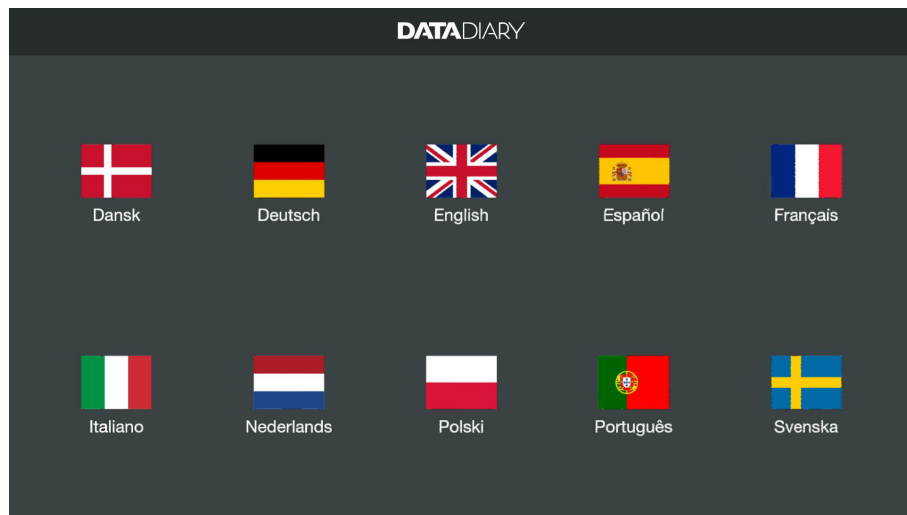 DATADIARY
Dansk Deutsch English Español Français
Italiano Nederlands Polski Português Svenska